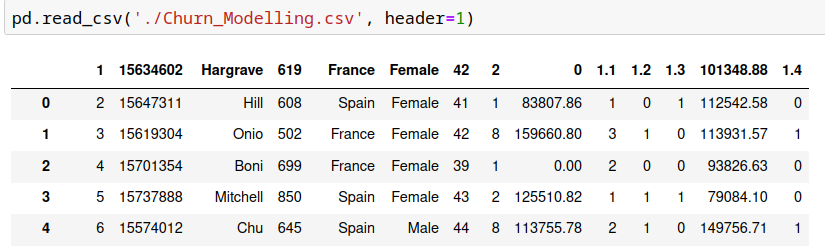 pd.read_csv('./Churn_Modelling.csv', header=1)
1 15634602 Hargrave 619 France Female 42 2 0 1.1 1.2 1.3 101348.88 1.4
0 2 15647311 Hill 608 Spain Female 41 1 83807.86 1 0 1 112542.58 0
1 3 15619304 Onio 502 France Female 42 8 159660.80 3 1 0 113931.57 1
2 4 15701354 Boni 699 France Female 39 1 0.00 2 0 0 93826.63 0
3 5 15737888 Mitchell 850 Spain Female 43 2 125510.82 1 1 1 79084.10 0
4 6 15574012 Chu 645 Spain Male 44 8 113755.78 2 1 0 149756.71 1